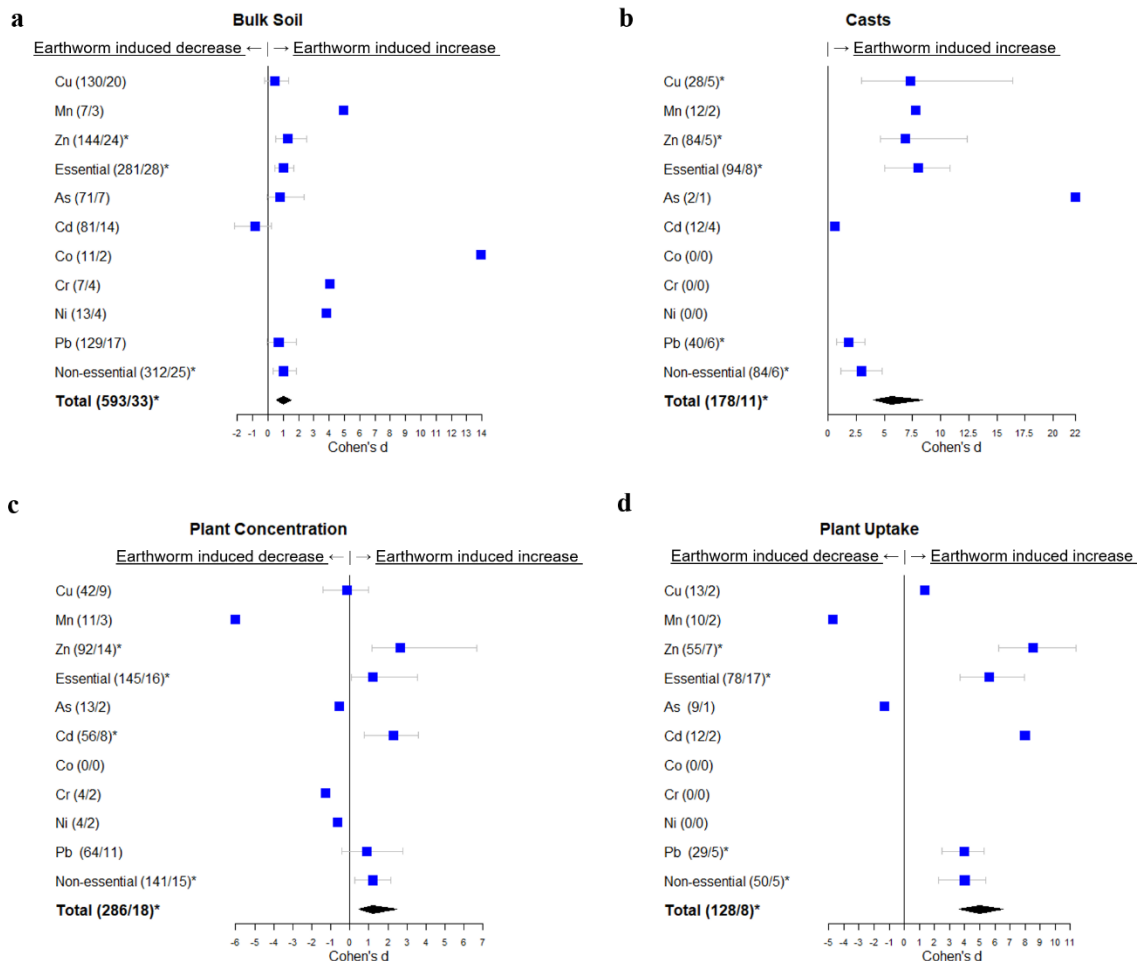 a
Bulk Soil
Earthworm induced decrease ← | → Earthworm induced increase
Cu (130/20)
Mn (7/3)
Zn (144/24)*
Essential (281/28)*
As (71/7)
Cd (81/14)
Co (11/2)
Cr (7/4)
Ni (13/4)
Pb (129/17)
Non-essential (312/25)*
Total (593/33)*
-2 -1 0 1 2 3 4 5 6 7 8 9 10 11 12 13 14
Cohen's d
b
Casts
| → Earthworm induced increase
Cu (28/5)*
Mn (12/2)
Zn (84/5)*
Essential (94/8)*
As (2/1)
Cd (12/4)
Co (0/0)
Cr (0/0)
Ni (0/0)
Pb (40/6)*
Non-essential (84/6)*
Total (178/11)*
0 2.5 5 7.5 10 12.5 15 17.5 22
Cohen's d
c
Plant Concentration
Earthworm induced decrease ← | → Earthworm induced increase
Cu (42/9)
Mn (11/3)
Zn (92/14)*
Essential (145/16)*
As (13/2)
Cd (56/8)*
Co (0/0)
Cr (4/2)
Ni (4/2)
Pb (64/11)
Non-essential (141/15)*
Total (286/18)*
-6 -5 -4 -3 -2 -1 0 1 2 3 4 5 6 7
Cohen's d
d
Plant Uptake
Earthworm induced decrease ← | → Earthworm induced increase
Cu (13/2)
Mn (10/2)
Zn (55/7)*
Essential (78/17)*
As (9/1)
Cd (12/2)
Co (0/0)
Cr (0/0)
Ni (0/0)
Pb (29/5)*
Non-essential (50/5)*
Total (128/8)*
-5 -4 -3 -2 -1 0 1 2 3 4 5 6 7 8 9 10 11
Cohen's d